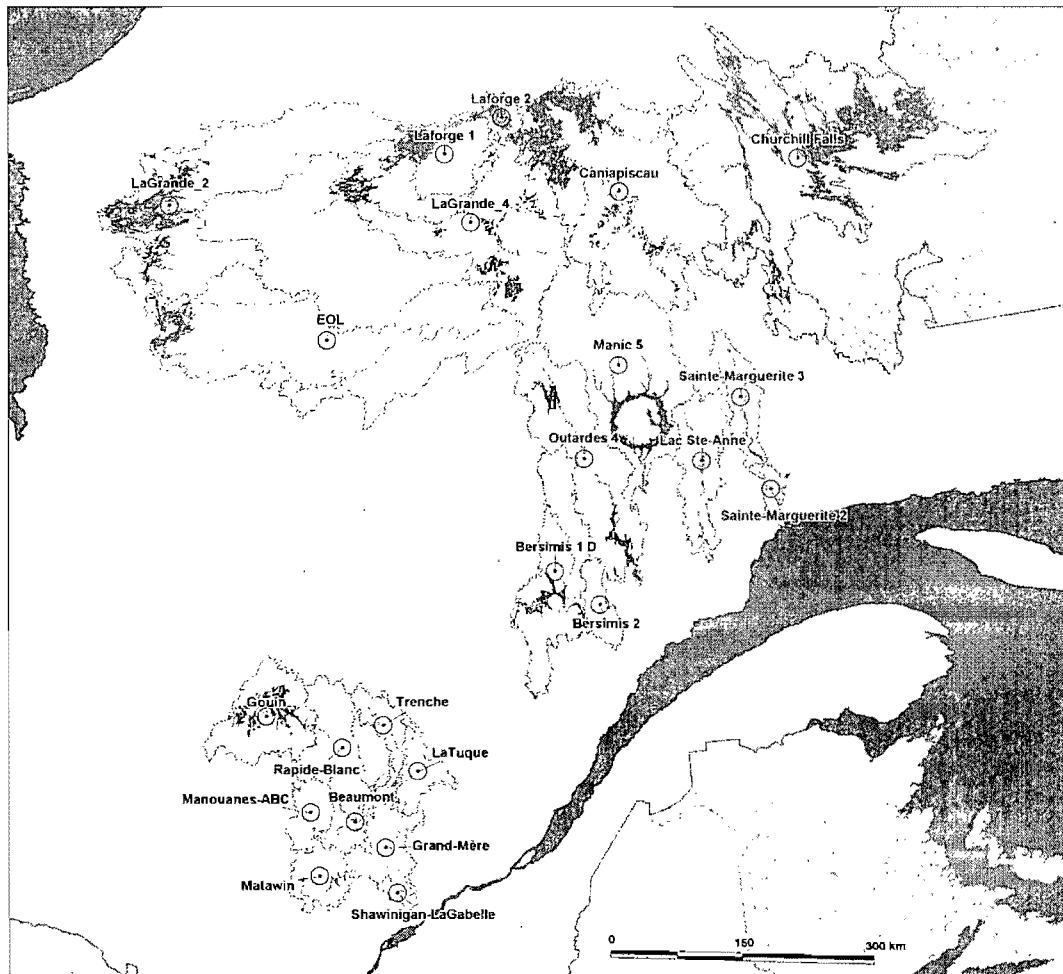 Laforge 2
Laforge 1
Churchill Falls
Caniapiscau
LaGrande_2
LaGrande_4
EOL
Manic 5
Sainte-Marguerite 3
Outardes 4
Lac Ste-Anne
Sainte-Marguerite 2
Bersimis 1 D
Bersimis 2
Gouin
Trenche
Rapide-Blanc
LaTuque
Manouanes-ABC
Beaumont
Grand-Mère
Matawin
Shawinigan-LaGabelle
0 150 300 km